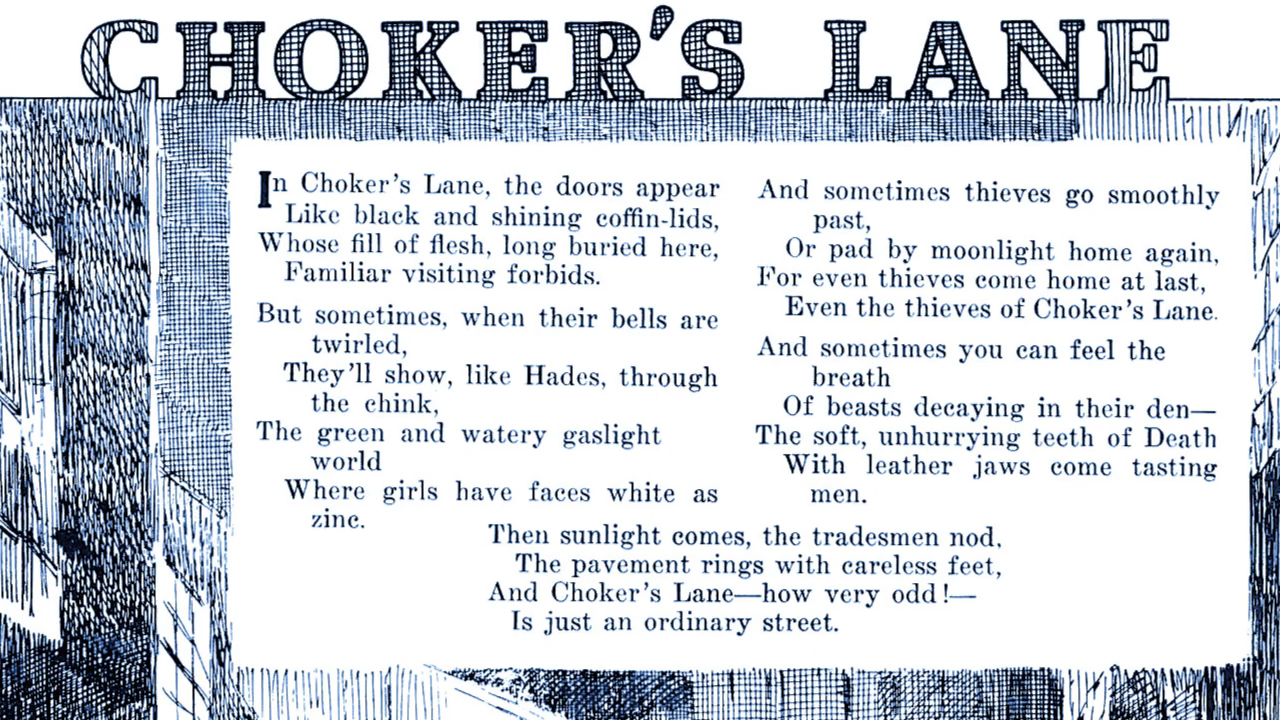 CHOKER'S LANE
In Choker's Lane, the doors appear
Like black and shining coffin-lids,
Whose fill of flesh, long buried here,
Familiar visiting forbids.
But sometimes, when their bells are
twirled,
They'll show, like Hades, through
the chink,
The green and watery gaslight
world
Where girls have faces white as
zinc.
And sometimes thieves go smoothly
past,
Or pad by moonlight home again,
For even thieves come home at last,
Even the thieves of Choker's Lane.
And sometimes you can feel the
breath
Of beasts decaying in their den—
The soft, unhurrying teeth of Death
With leather jaws come tasting
men.
Then sunlight comes, the tradesmen nod,
The pavement rings with careless feet,
And Choker's Lane—how very odd!—
Is just an ordinary street.